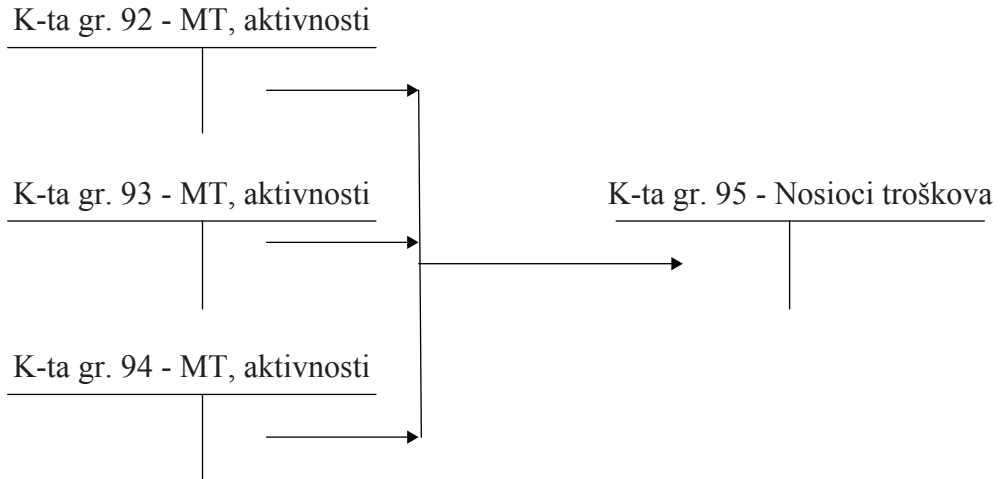 K-ta gr. 92 - MT, aktivnosti
K-ta gr. 93 - MT, aktivnosti
K-ta gr. 95 - Nosioci troškova
K-ta gr. 94 - MT, aktivnosti